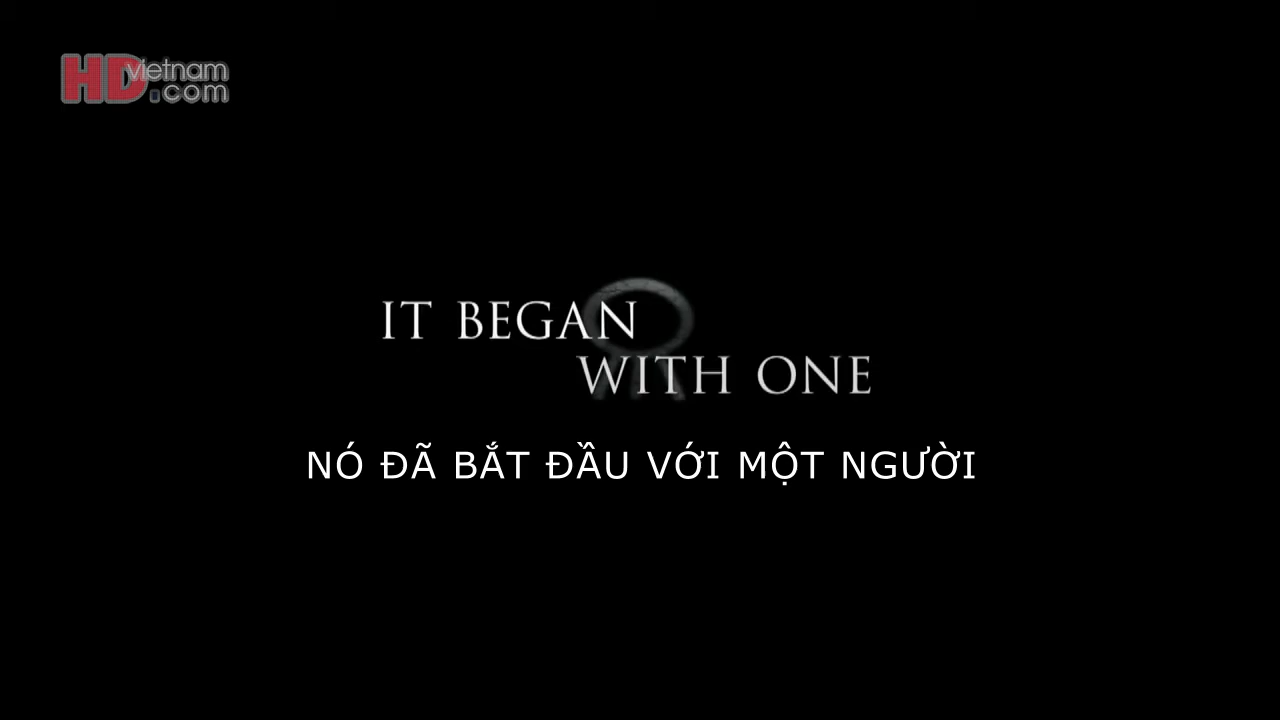 HDvietnam
.com
IT BEGAN
WITH ONE
NÓ ĐÃ BẮT ĐẦU VỚI MỘT NGƯỜI